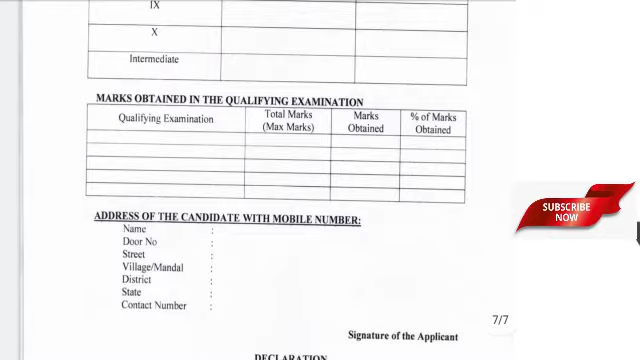 IX
X
Intermediate
MARKS OBTAINED IN THE QUALIFYING EXAMINATION
Qualifying Examination Total Marks (Max Marks) Marks Obtained % of Marks Obtained
ADDRESS OF THE CANDIDATE WITH MOBILE NUMBER:
Name :
Door No :
Street :
Village/Mandal :
District :
State :
Contact Number :
SUBSCRIBE
NOW
7/7
Signature of the Applicant
DECLARATION